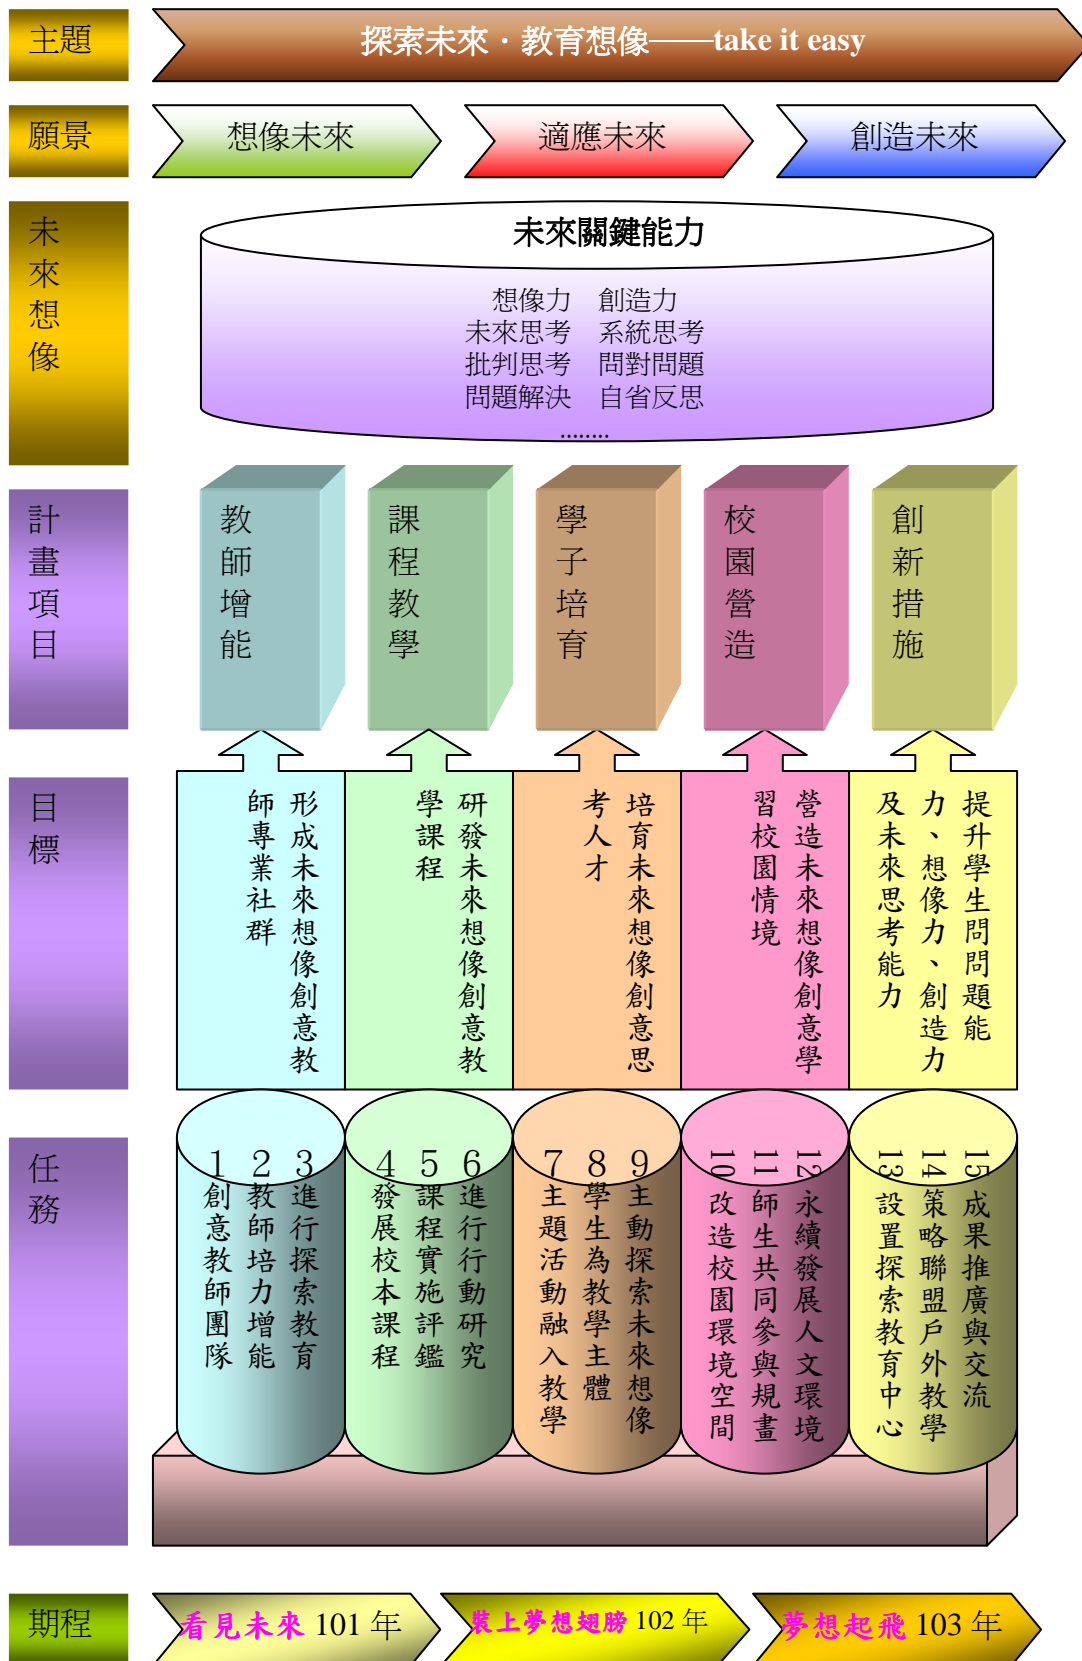 主題
探索未來．教育想像——take it easy
願景
想像未來
適應未來
創造未來
未來想像
未來關鍵能力
想像力 創造力
未來思考 系統思考
批判思考 問對問題
問題解決 自省反思
........
計畫項目
教師增能
課程教學
學子培育
校園營造
創新措施
目標
形成未來想像創意教
師專業社群
研發未來想像創意教
學課程
培育未來想像創意思
考人才
營造未來想像創意學
習校園情境
提升學生問問題能
力、想像力、創造力
及未來思考能力
任務
1創意教師團隊
2教師培力增能
3進行探索教育
4發展校本課程
5課程實施評鑑
6進行行動研究
7主題活動融入教學
8學生為教學主體
9主動探索未來想像
10改造校園環境空間
11師生共同參與規畫
12永續發展人文環境
13設置探索教育中心
14策略聯盟戶外教學
15成果推廣與交流
期程
看見未來 101 年
裝上夢想翅膀 102 年
夢想起飛 103 年